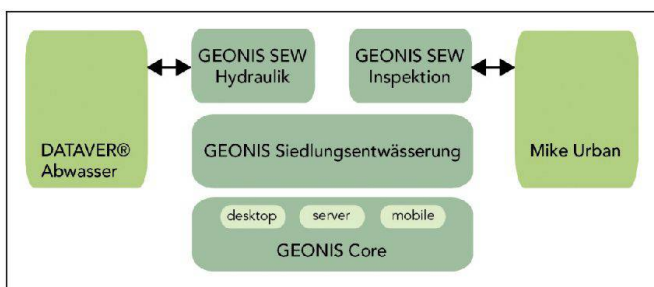 GEONIS SEW
Hydraulik
GEONIS SEW
Inspektion
DATAVER®
Abwasser
GEONIS Siedlungsentwässerung
Mike Urban
desktop
server
mobile
GEONIS Core